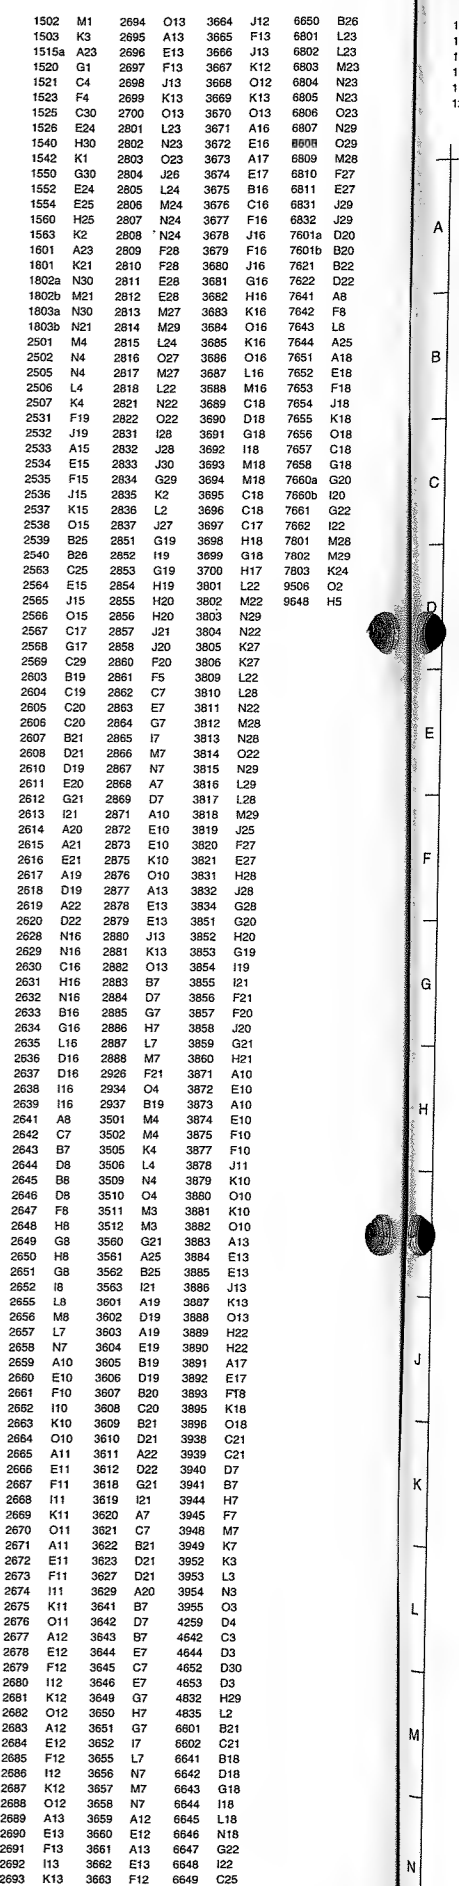 1502 M1 2694 O13 3664 J12 6650 B26
1503 K3 2695 A13 3665 F13 6801 L23
1515a A23 2696 E13 3666 J13 6802 L23
1520 G1 2697 F13 3667 K12 6803 M23
1521 C4 2698 J13 3668 O12 6804 N23
1523 F4 2699 K13 3669 K13 6805 N23
1525 C30 2700 O13 3670 O13 6806 O23
1526 E24 2801 L23 3671 A16 6807 N29
1540 H30 2802 N23 3672 E16 O29
1542 K1 2803 O23 3673 A17 6809 M28
1550 G30 2804 J26 3674 E17 6810 F27
1552 E24 2805 L24 3675 B16 6811 E27
1554 E25 2806 M24 3676 C16 6831 J29
1560 H25 2807 N24 3677 F16 6832 J29
1563 K2 2808 N24 3678 J16 7601a D20
1601 A23 2809 F28 3679 F16 7601b B20
1801 K21 2810 F28 3680 J16 7621 B22
1802a N30 2811 E28 3681 G16 7622 D22
1802b M21 2812 E28 3682 H16 7641 A8
1803a N30 2813 M27 3683 K16 7642 F8
1803b N21 2814 M29 3684 O16 7643 L8
2501 M4 2815 L24 3685 K16 7644 A25
2502 N4 2816 O27 3686 O16 7651 A18
2505 N4 2817 M27 3687 L16 7652 E18
2506 L4 2818 L22 3688 M16 7653 F18
2507 K4 2821 N22 3689 C18 7654 J18
2531 F19 2822 O22 3690 D18 7655 K18
2532 J19 2831 I28 3691 G18 7656 O18
2533 A15 2832 J28 3692 I18 7657 C18
2534 E15 2833 J30 3693 M18 7658 G18
2535 F15 2834 G29 3694 M18 7660a G20
2536 J15 2835 K2 3695 C18 7660b I20
2537 K15 2836 L2 3696 C18 7661 G22
2538 O15 2837 J27 3697 C17 7662 I22
2539 B25 2851 G19 3698 H18 7801 M28
2540 B26 2852 I19 3699 G18 7802 M29
2563 C25 2853 G19 3700 H17 7803 K24
2564 E15 2854 H19 3801 L22 9506 O2
2565 J15 2855 H20 3802 M22 9648 H5
2566 O15 2856 H20 3803 N29
2567 C17 2857 J21 3804 N22
2568 G17 2858 J20 3805 K27
2569 C29 2860 F20 3806 K27
2603 B19 2861 F5 3809 L22
2604 C19 2862 C7 3810 L28
2605 C20 2863 E7 3811 N22
2606 C20 2864 G7 3812 M28
2607 B21 2865 I7 3813 N28
2608 D21 2866 M7 3814 O22
2610 D19 2867 N7 3815 N29
2611 E20 2868 A7 3816 L29
2612 G21 2869 D7 3817 L28
2613 I21 2871 A10 3818 M29
2614 A20 2872 E10 3819 J25
2615 A21 2873 E10 3820 F27
2616 E21 2875 K10 3821 E27
2617 A19 2876 O10 3831 H28
2618 D19 2877 A13 3832 J28
2619 A22 2878 E13 3834 G28
2620 D22 2879 E13 3851 G20
2628 N16 2880 J13 3852 H20
2629 N16 2881 K13 3853 G19
2630 C16 2882 O13 3854 I19
2631 H16 2883 B7 3855 I21
2632 N16 2884 D7 3856 F21
2633 B16 2885 G7 3857 F20
2634 G16 2886 H7 3858 J20
2635 L16 2887 L7 3859 G21
2636 D16 2888 M7 3860 H21
2637 D16 2926 F21 3871 A10
2638 I16 2934 O4 3872 E10
2639 I16 2937 B19 3873 A10
2641 A8 3501 M4 3874 E10
2642 C7 3502 M4 3875 F10
2643 B7 3505 K4 3877 F10
2644 D8 3506 L4 3878 J11
2645 B8 3509 N4 3879 K10
2646 D8 3510 O4 3880 O10
2647 F8 3511 M3 3881 K10
2648 H8 3512 M3 3882 O10
2649 G8 3560 G21 3883 A13
2650 H8 3561 A25 3884 E13
2651 G8 3562 B25 3885 E13
2652 I8 3563 I21 3886 J13
2655 L8 3601 A19 3887 K13
2656 M8 3602 D19 3888 O13
2657 L7 3603 A19 3889 H22
2658 N7 3604 E19 3890 H22
2659 A10 3605 B19 3891 A17
2660 E10 3606 D19 3892 E17
2661 F10 3607 B20 3893 F18
2662 I10 3608 C20 3895 K18
2663 K10 3609 B21 3896 O18
2664 O10 3610 D21 3938 C21
2665 A11 3611 A22 3939 C21
2666 E11 3612 D22 3940 D7
2667 F11 3618 G21 3941 B7
2668 I11 3619 I21 3944 H7
2669 K11 3620 A7 3945 F7
2670 O11 3621 C7 3948 M7
2671 A11 3622 B21 3949 K7
2672 E11 3623 D21 3952 K3
2673 F11 3627 D21 3953 L3
2674 I11 3629 A20 3954 N3
2675 K11 3641 B7 3955 O3
2676 O11 3642 D7 4259 D4
2677 A12 3643 B7 4642 C3
2678 E12 3644 E7 4644 D3
2679 F12 3645 C7 4652 D30
2680 I12 3646 E7 4653 D3
2681 K12 3649 G7 4832 H29
2682 O12 3650 H7 4835 L2
2683 A12 3651 G7 6601 B21
2684 E12 3652 I7 6602 C21
2685 F12 3655 L7 6641 B18
2686 I12 3656 N7 6642 D18
2687 K12 3657 M7 6643 G18
2688 O12 3658 N7 6644 I18
2689 A13 3659 A12 6645 L18
2690 E13 3660 E12 6646 N18
2691 F13 3661 A13 6647 G22
2692 I13 3662 E13 6648 I22
2693 K13 3663 F12 6649 C25
A
B
C
D
E
F
G
H
J
K
L
M
N